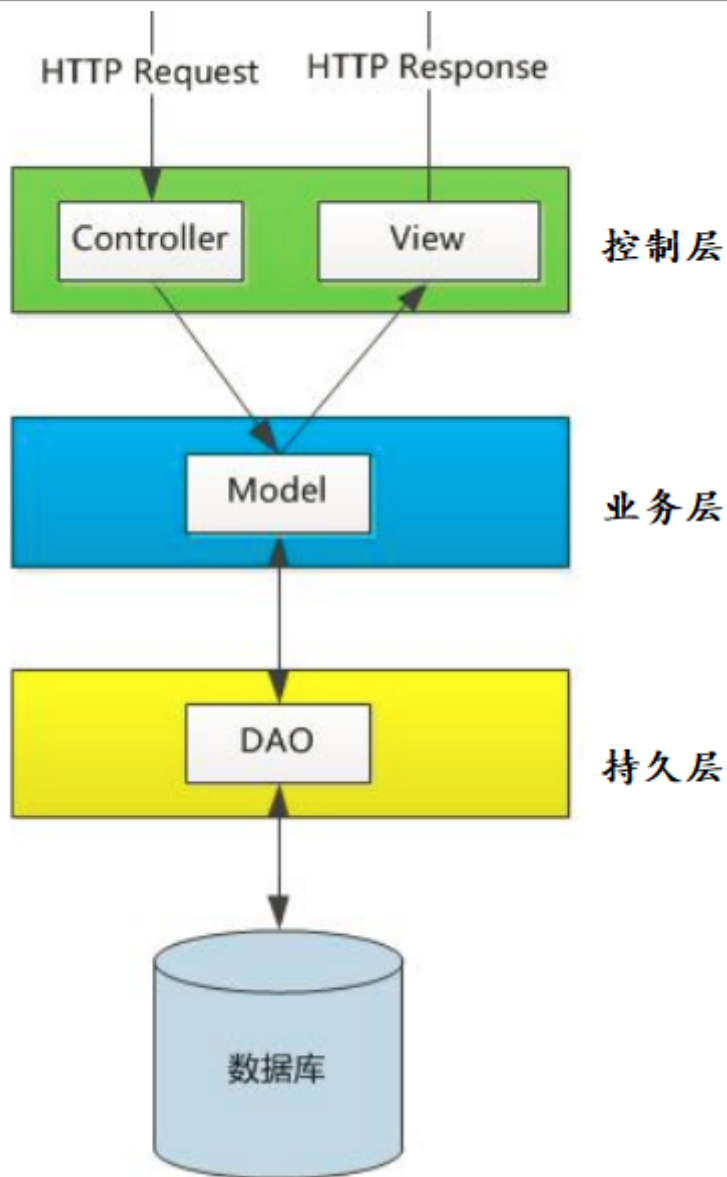 HTTP Request
HTTP Response
Controller
View
控制层
Model
业务层
DAO
持久层
数据库